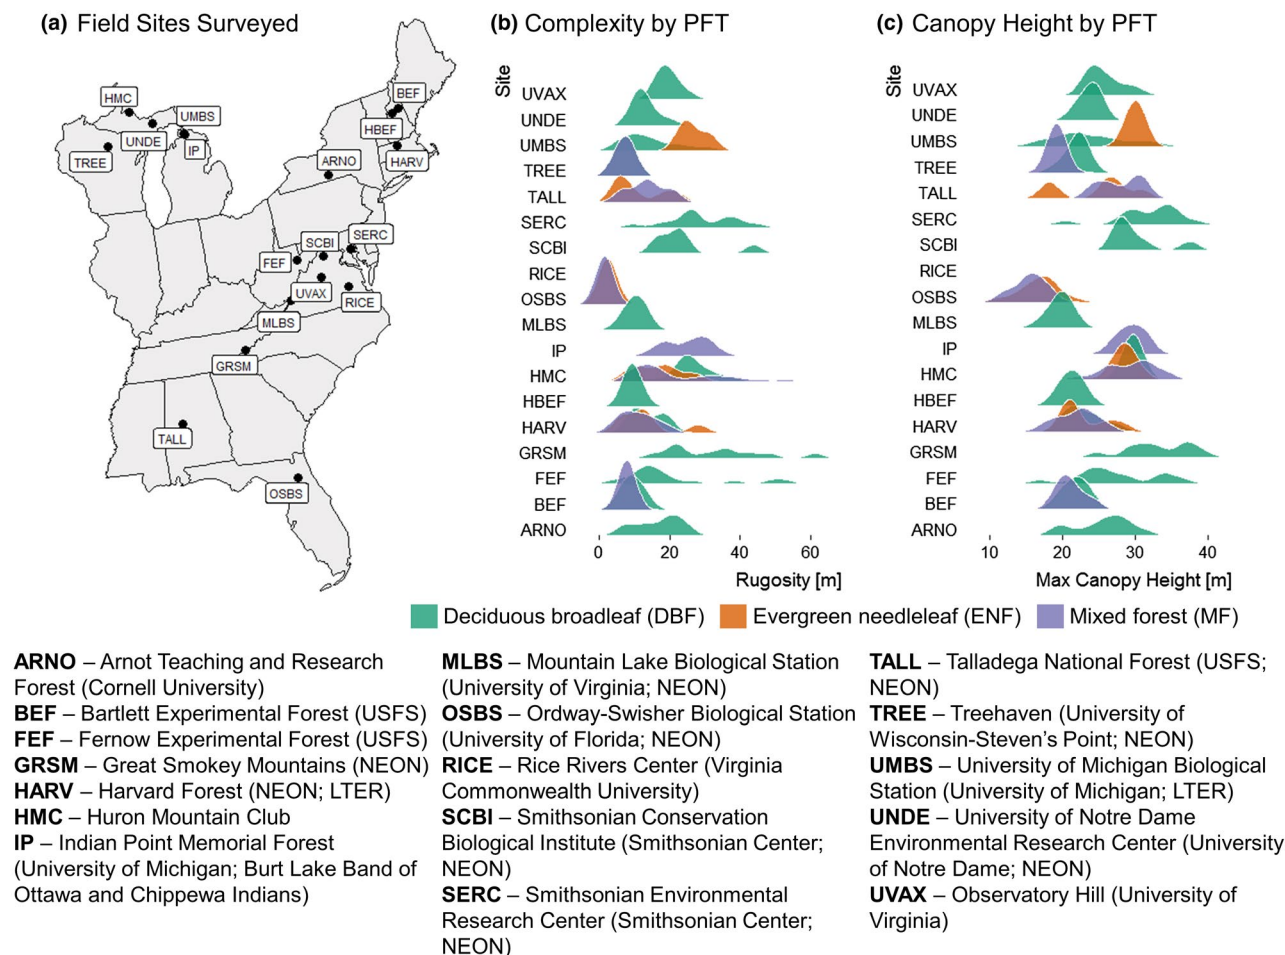 (a) Field Sites Surveyed
HMC
UMBS
UNDE
IP
TREE
BEF
HBEF
HARV
ARNO
SERC
SCBI
FEF
UVAX
RICE
MLBS
GRSM
TALL
OSBS
(b) Complexity by PFT
Site
UVAX
UNDE
UMBS
TREE
TALL
SERC
SCBI
RICE
OSBS
MLBS
IP
HMC
HBEF
HARV
GRSM
FEF
BEF
ARNO
0 20 40 60
Rugosity [m]
(c) Canopy Height by PFT
Site
UVAX
UNDE
UMBS
TREE
TALL
SERC
SCBI
RICE
OSBS
MLBS
IP
HMC
HBEF
HARV
GRSM
FEF
BEF
ARNO
10 20 30 40
Max Canopy Height [m]
Deciduous broadleaf (DBF) Evergreen needleleaf (ENF) Mixed forest (MF)
ARNO – Arnot Teaching and Research
Forest (Cornell University)
BEF – Bartlett Experimental Forest (USFS)
FEF – Fernow Experimental Forest (USFS)
GRSM – Great Smokey Mountains (NEON)
HARV – Harvard Forest (NEON; LTER)
HMC – Huron Mountain Club
IP – Indian Point Memorial Forest
(University of Michigan; Burt Lake Band of
Ottawa and Chippewa Indians)
MLBS – Mountain Lake Biological Station
(University of Virginia; NEON)
OSBS – Ordway-Swisher Biological Station
(University of Florida; NEON)
RICE – Rice Rivers Center (Virginia
Commonwealth University)
SCBI – Smithsonian Conservation
Biological Institute (Smithsonian Center;
NEON)
SERC – Smithsonian Environmental
Research Center (Smithsonian Center;
NEON)
TALL – Talladega National Forest (USFS;
NEON)
TREE – Treehaven (University of
Wisconsin-Steven's Point; NEON)
UMBS – University of Michigan Biological
Station (University of Michigan; LTER)
UNDE – University of Notre Dame
Environmental Research Center (University
of Notre Dame; NEON)
UVAX – Observatory Hill (University of
Virginia)